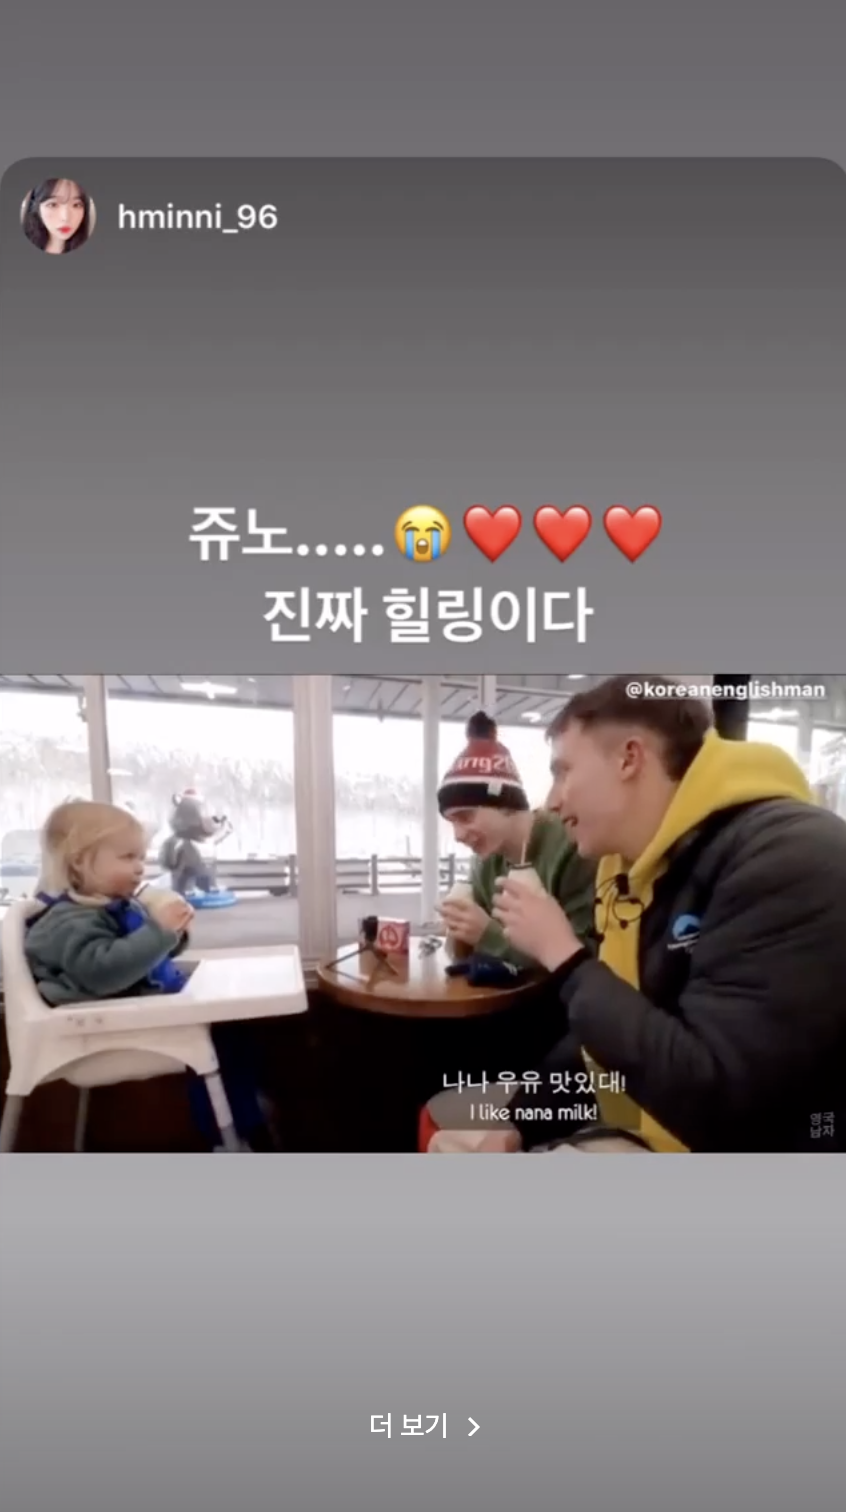 hminni_96
쥬노.....😭❤️❤️❤️
진짜 힐링이다
@koreanenglishman
나나 우유 맛있대!
I like nana milk!
영국
남자
더 보기 >